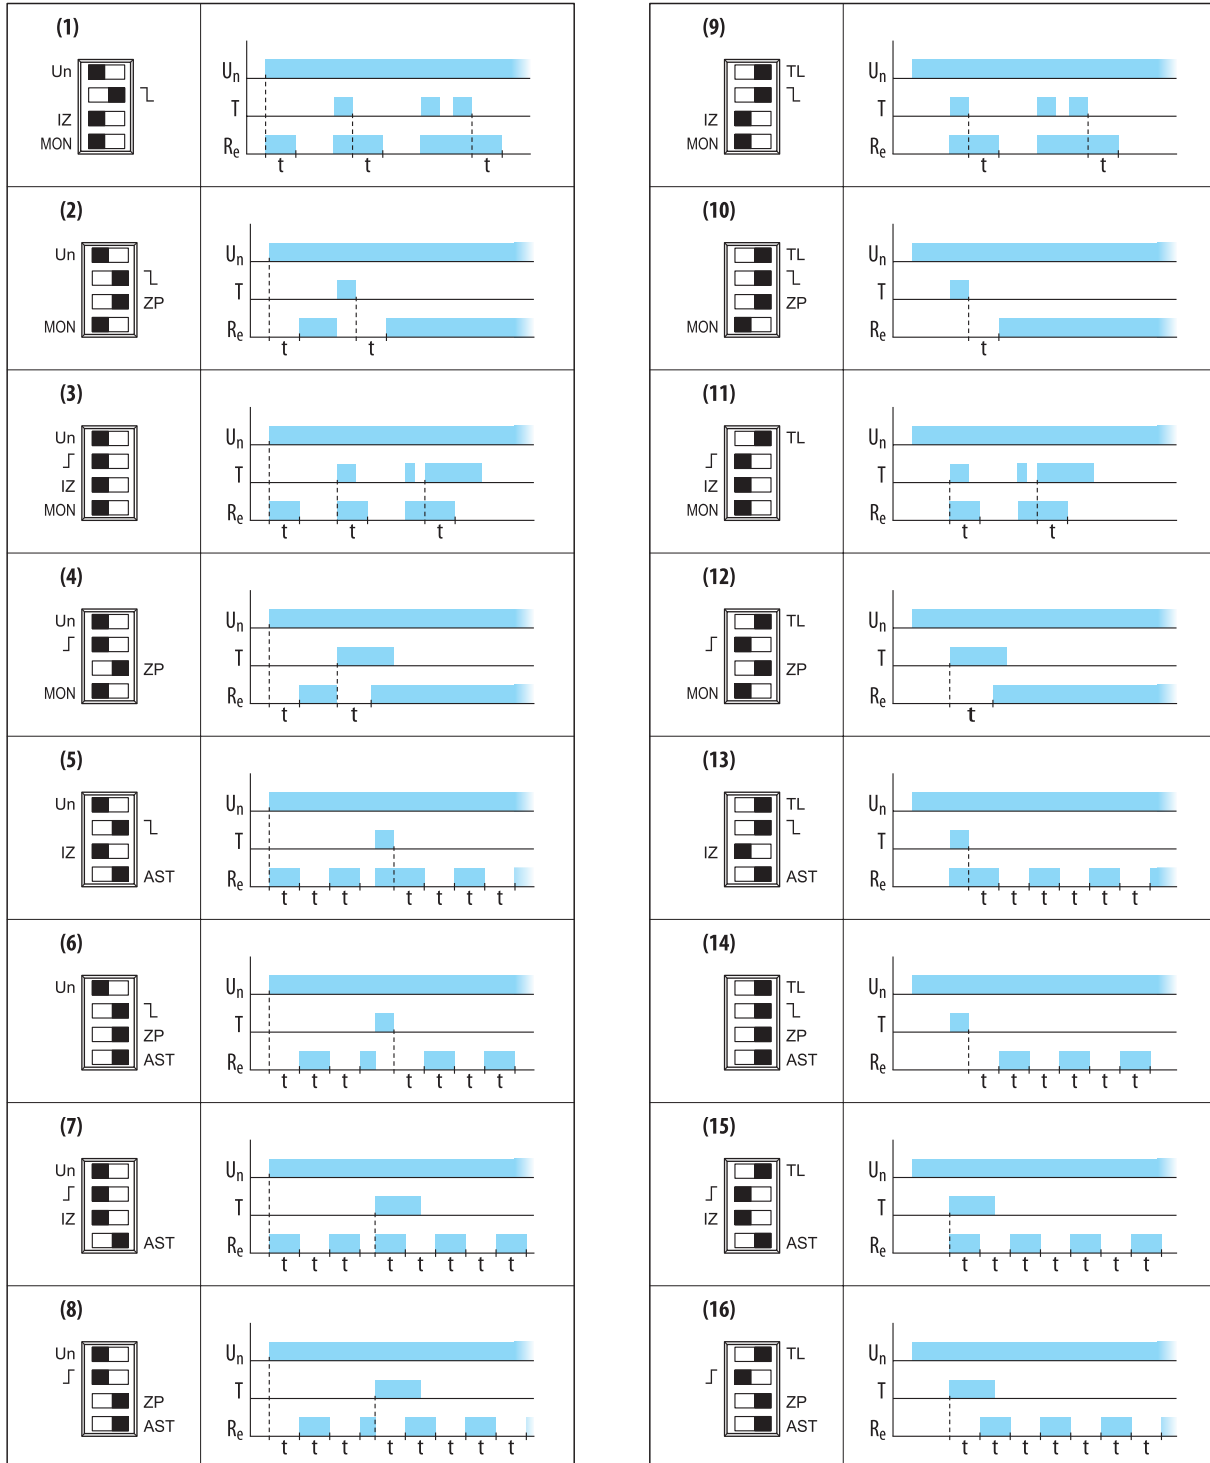 (1)
Un
IZ
MON
Un
T
Re
t t t
(2)
Un
ZP
MON
Un
T
Re
t t
(3)
Un
IZ
MON
Un
T
Re
t t t
(4)
Un
ZP
MON
Un
T
Re
t t
(5)
Un
IZ
AST
Un
T
Re
t t t t t t t
(6)
Un
ZP
AST
Un
T
Re
t t t t t t t
(7)
Un
IZ
AST
Un
T
Re
t t t t t t t t
(8)
Un
ZP
AST
Un
T
Re
t t t t t t t t
(9)
TL
IZ
MON
Un
T
Re
t t
(10)
TL
ZP
MON
Un
T
Re
t
(11)
TL
IZ
MON
Un
T
Re
t t
(12)
TL
ZP
MON
Un
T
Re
t
(13)
TL
IZ
AST
Un
T
Re
t t t t t t
(14)
TL
ZP
AST
Un
T
Re
t t t t t t
(15)
TL
IZ
AST
Un
T
Re
t t t t t t t
(16)
TL
ZP
AST
Un
T
Re
t t t t t t t